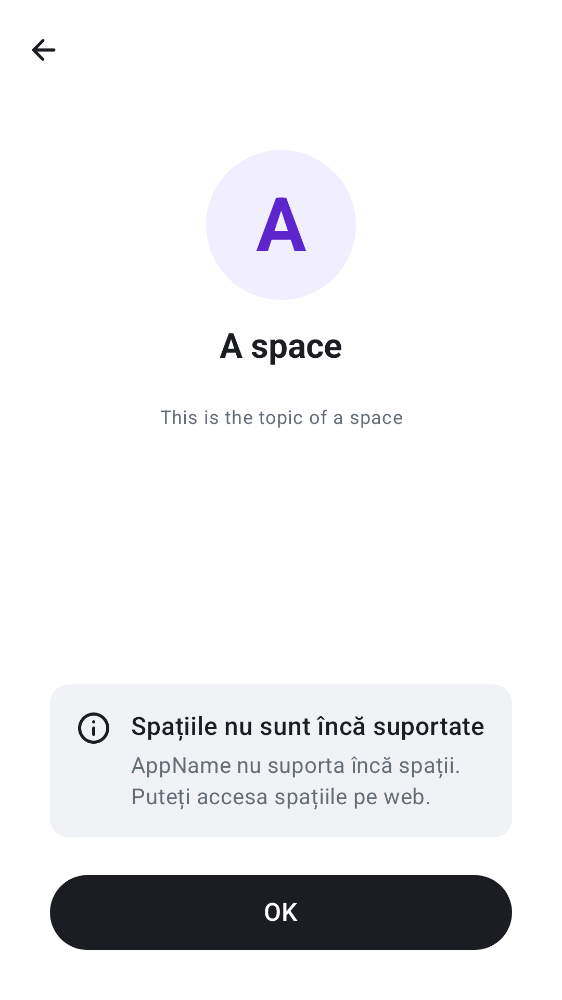 A
A space
This is the topic of a space
Spațiile nu sunt încă suportate
AppName nu suporta încă spații.
Puteți accesa spațiile pe web.
OK